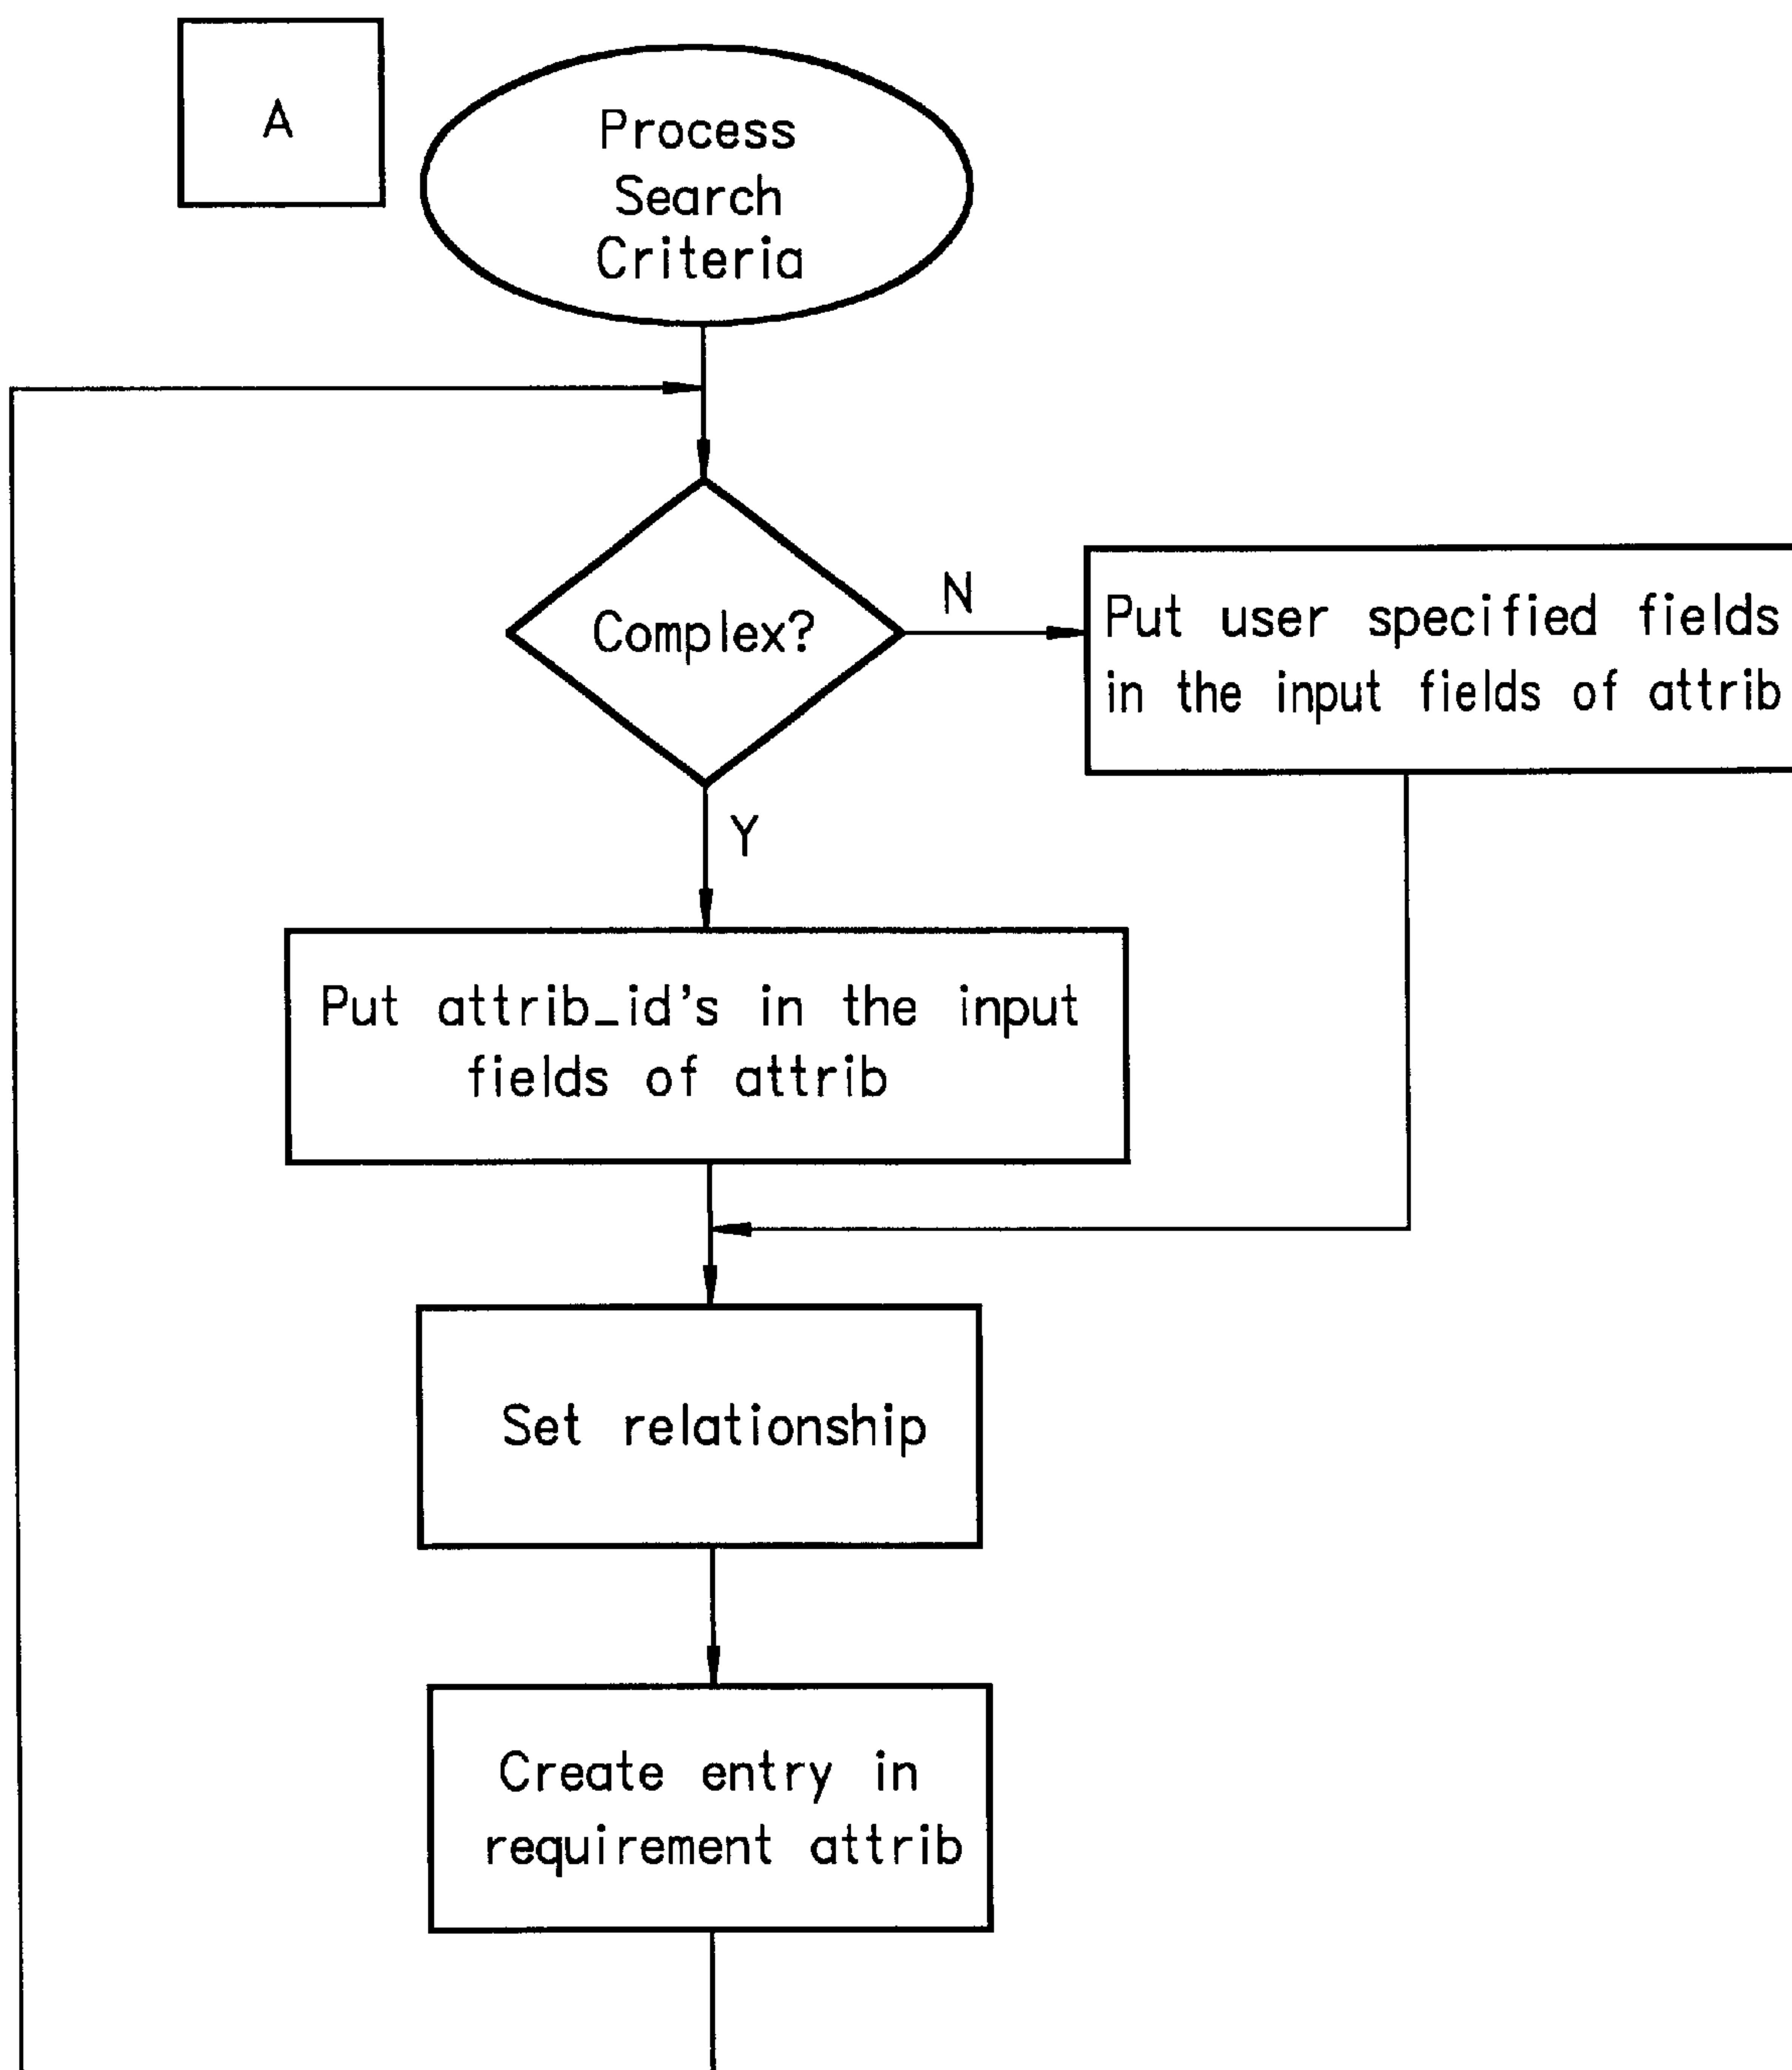 A
Process
Search
Criteria
Complex?
N
Put user specified fields
in the input fields of attrib
Y
Put attrib_id's in the input
fields of attrib
Set relationship
Create entry in
requirement attrib